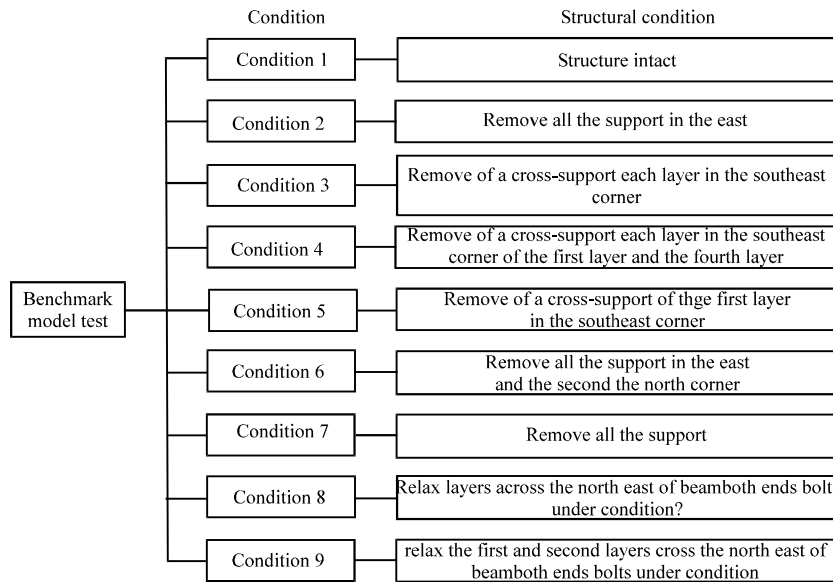 Condition
Structural condition
Condition 1
Structure intact
Condition 2
Remove all the support in the east
Condition 3
Remove of a cross-support each layer in the southeast
corner
Condition 4
Remove of a cross-support each layer in the southeast
corner of the first layer and the fourth layer
Benchmark
model test
Condition 5
Remove of a cross-support of thge first layer
in the southeast corner
Condition 6
Remove all the support in the east
and the second the north corner
Condition 7
Remove all the support
Condition 8
Relax layers across the north east of beamboth ends bolt
under condition?
Condition 9
relax the first and second layers cross the north east of
beamboth ends bolts under condition